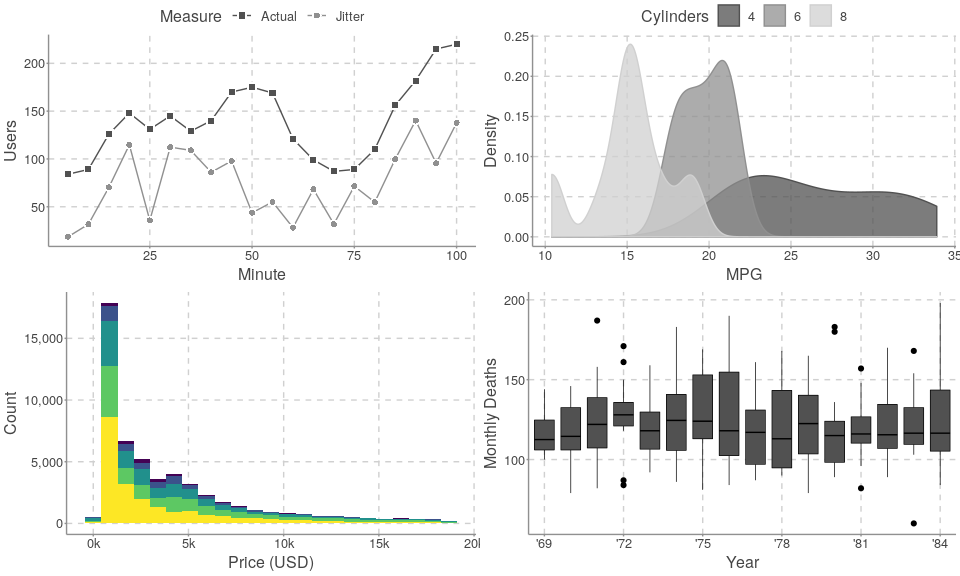 Measure Actual Jitter
200
150
100
50
Users
25 50 75 100
Minute
Cylinders 4 6 8
0.25
0.20
0.15
0.10
0.05
0.00
Density
10 15 20 25 30 35
MPG
15,000
10,000
5,000
0
Count
0k 5k 10k 15k 20
Price (USD)
200
150
100
Monthly Deaths
'69 '72 '75 '78 '81 '84
Year